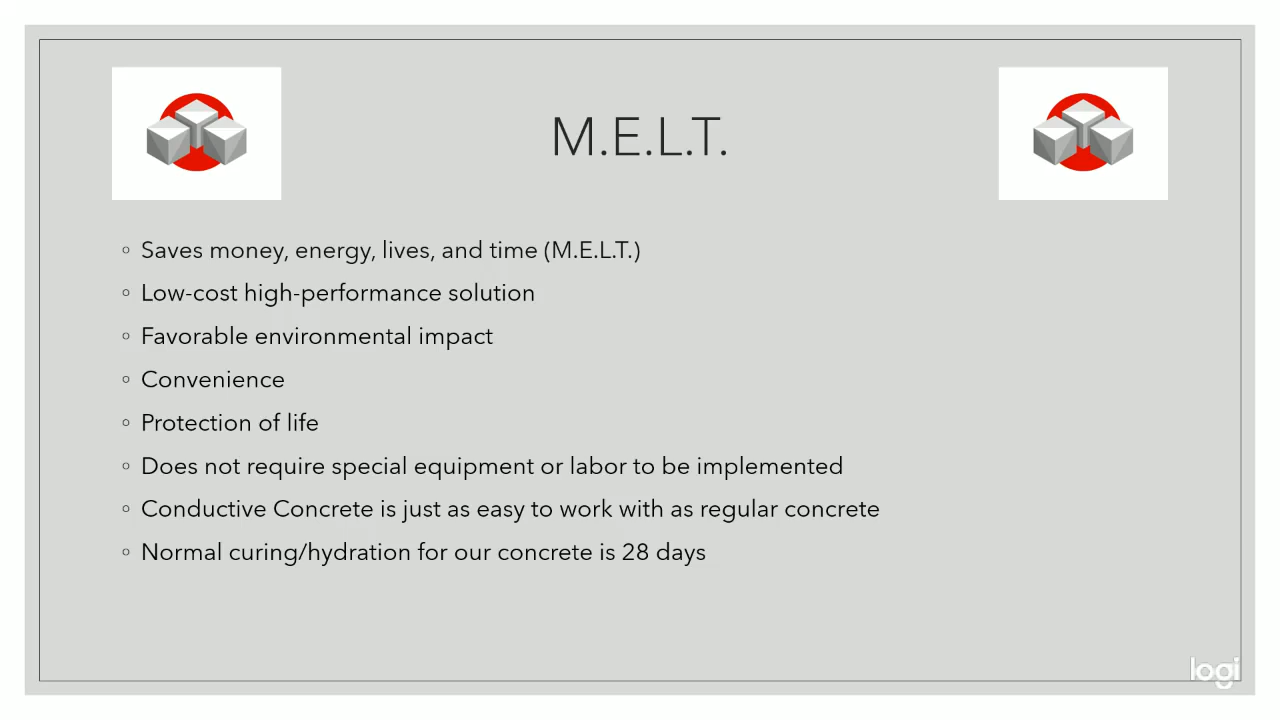 M.E.L.T.
Saves money, energy, lives, and time (M.E.L.T.)
Low-cost high-performance solution
Favorable environmental impact
Convenience
Protection of life
Does not require special equipment or labor to be implemented
Conductive Concrete is just as easy to work with as regular concrete
Normal curing/hydration for our concrete is 28 days
logi